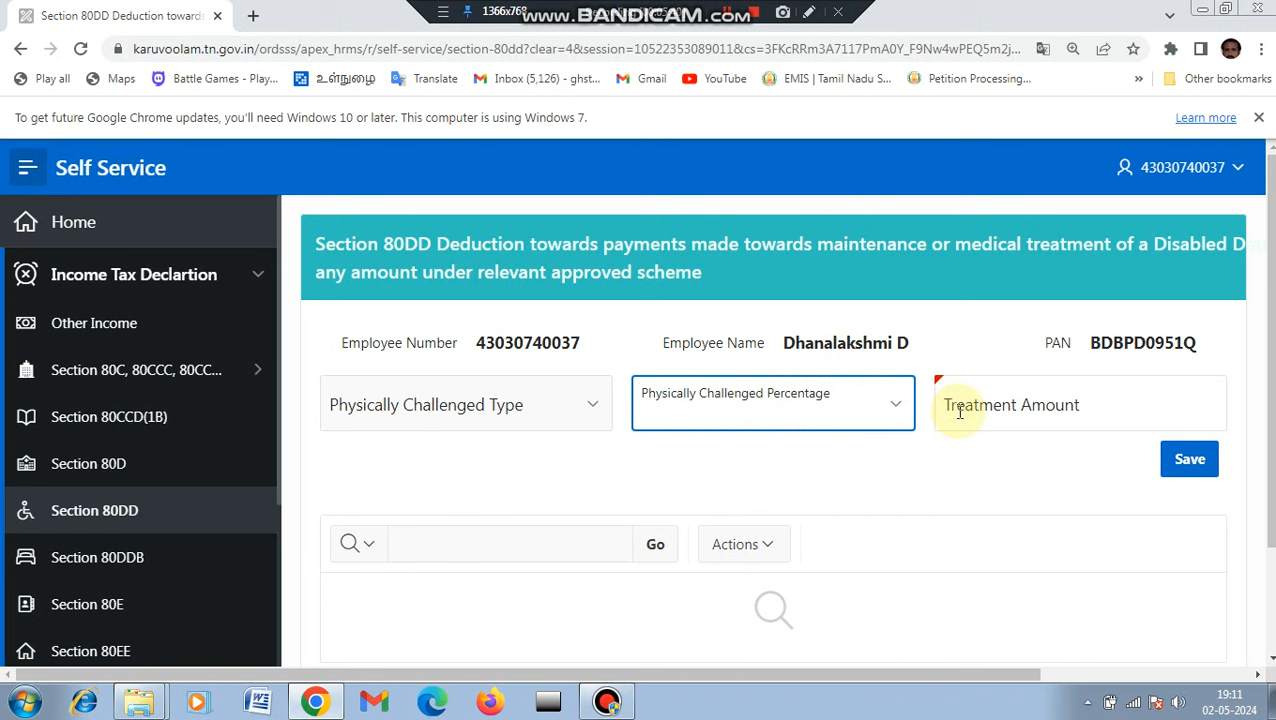 Section 80DD Deduction towards
1366x768
www.BANDICAM.com
karuvoolam.tn.gov.in/ordsss/apex_hrms/r/self-service/section-80dd?clear=4&session=10522353089011&cs=3FKcRRm3A7117PmA0Y_F9Nw4wPEQ5m2j...
Play all
Maps
Battle Games - Play...
உள்நுழை
Translate
Inbox (5,126) - ghst...
Gmail
YouTube
EMIS | Tamil Nadu S...
Petition Processing...
»
Other bookmarks
To get future Google Chrome updates, you'll need Windows 10 or later. This computer is using Windows 7.
Learn more
Self Service
43030740037
Home
Income Tax Declartion
Other Income
Section 80C, 80CCC, 80CC...
Section 80CCD(1B)
Section 80D
Section 80DD
Section 80DDB
Section 80E
Section 80EE
Section 80DD Deduction towards payments made towards maintenance or medical treatment of a Disabled D
any amount under relevant approved scheme
Employee Number 43030740037
Employee Name Dhanalakshmi D
PAN BDBPD0951Q
Physically Challenged Type
Physically Challenged Percentage
Treatment Amount
Save
Go
Actions
19:11
02-05-2024